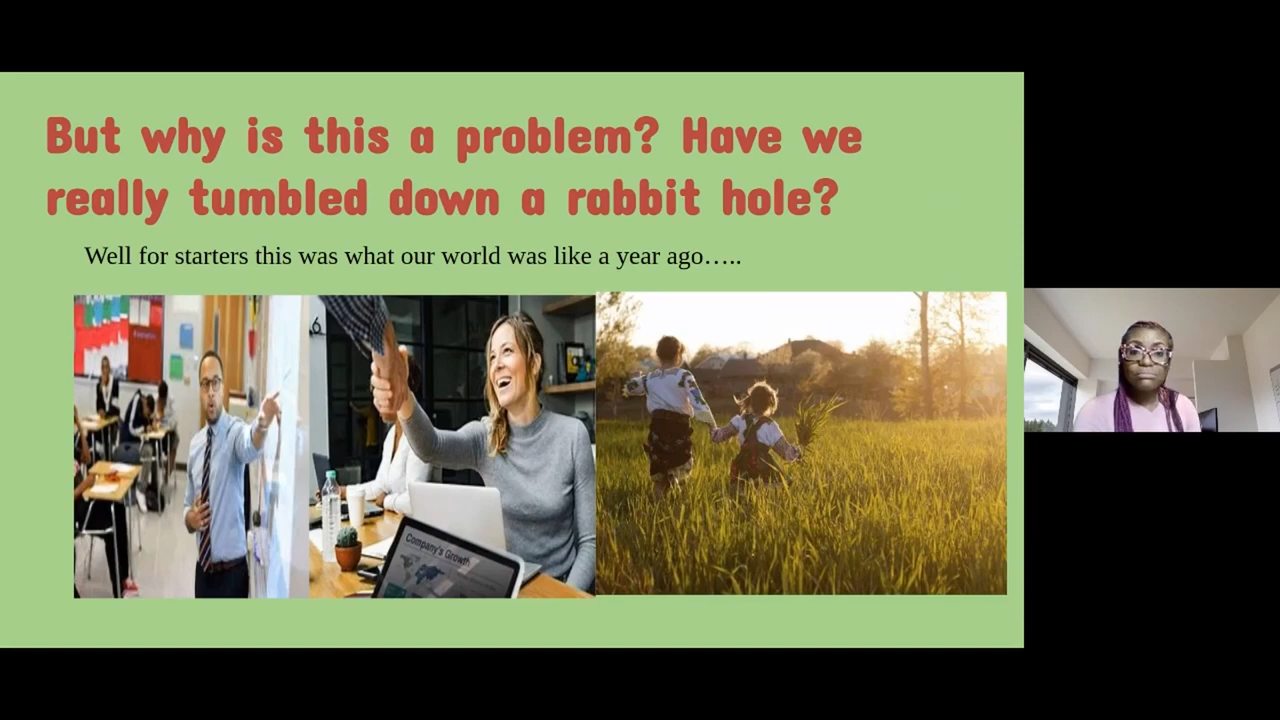 But why is this a problem? Have we
really tumbled down a rabbit hole?
Well for starters this was what our world was like a year ago…..
6
Company's Growth